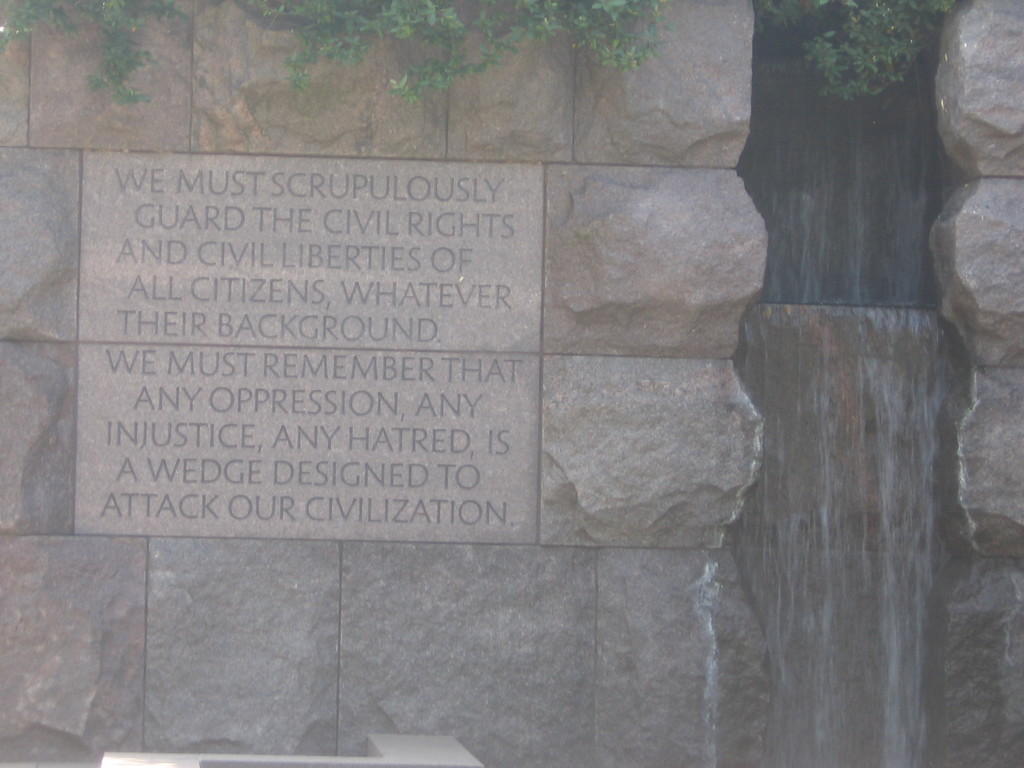 WE MUST SCRUPULOUSLY
GUARD THE CIVIL RIGHTS
AND CIVIL LIBERTIES OF
ALL CITIZENS, WHATEVER
THEIR BACKGROUND.
WE MUST REMEMBER THAT
ANY OPPRESSION, ANY
INJUSTICE, ANY HATRED, IS
A WEDGE DESIGNED TO
ATTACK OUR CIVILIZATION.